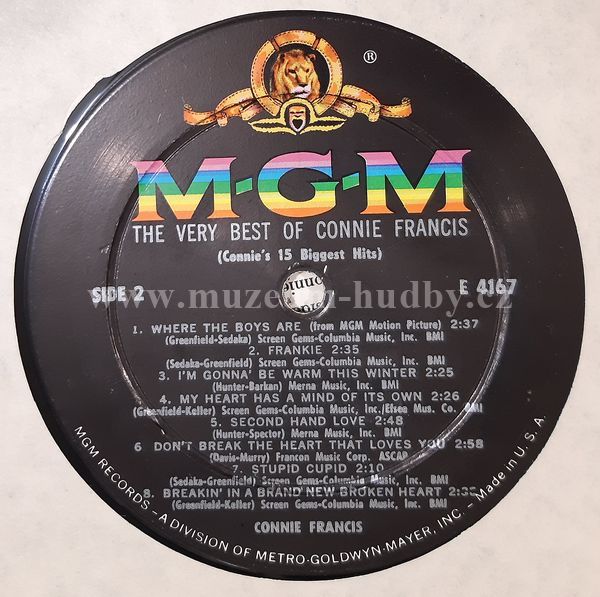 ®
M-G-M
THE VERY BEST OF CONNIE FRANCIS
(Connie's 15 Biggest Hits)
SIDE 2
E 4167
www.muzeum-hudby.cz
1. WHERE THE BOYS ARE (from MGM Motion Picture) 2:37
(Greenfield-Sedaka) Screen Gems-Columbia Music, Inc. BMI
2. FRANKIE 2:35
(Sedaka-Greenfield) Screen Gems-Columbia Music, Inc. BMI
3. I'M GONNA' BE WARM THIS WINTER 2:25
(Hunter-Barkan) Merna Music, Inc. BMI
4. MY HEART HAS A MIND OF ITS OWN 2:26
(Greenfield-Keller) Screen Gems-Columbia Music, Inc./Efsee Mus. Co. BMI
5. SECOND HAND LOVE 2:48
(Hunter-Spector) Merna Music, Inc. BMI
6 DON'T BREAK THE HEART THAT LOVES YOU 2:58
(Davis-Murry) Francon Music Corp. ASCAP
7. STUPID CUPID 2:10
(Sedaka-Greenfield) Screen Gems-Columbia Music, Inc. BMI
8. BREAKIN' IN A BRAND NEW BROKEN HEART
(Greenfield-Keller) Screen Gems-Columbia Music, Inc. BMI
CONNIE FRANCIS
MGM RECORDS – A DIVISION OF METRO-GOLDWYN-MAYER, INC. – Made in U.S.A.